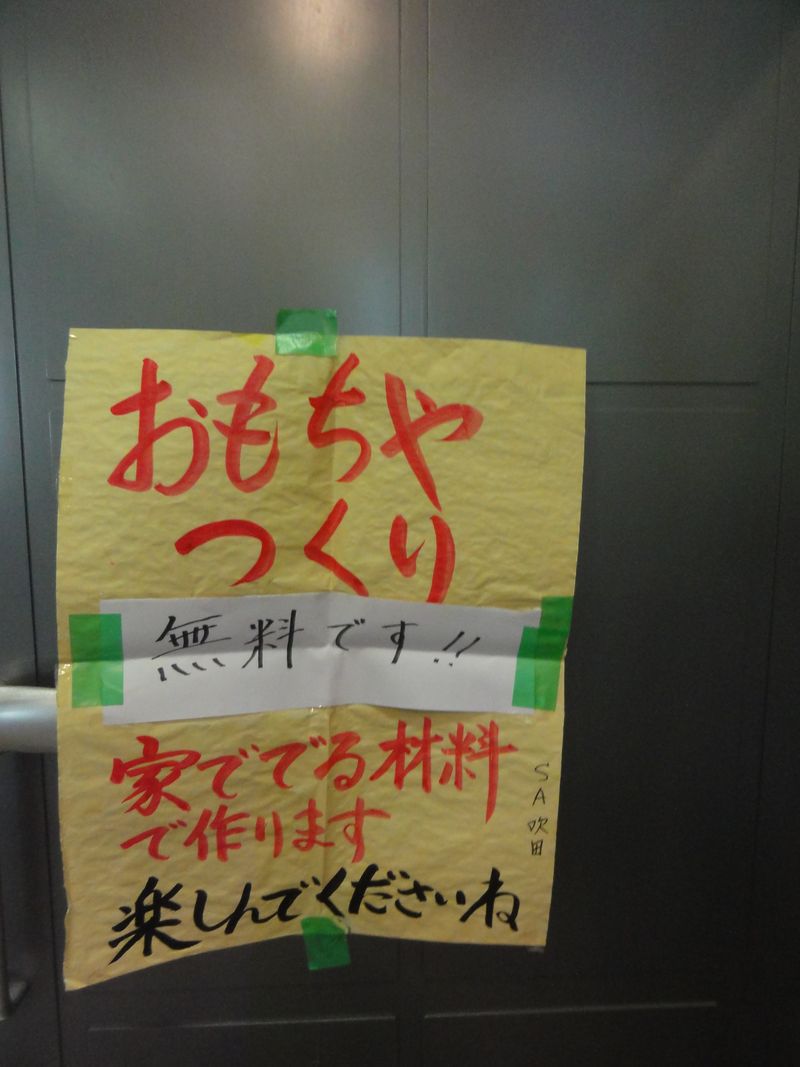 おもちゃ
つくり
無料です!!
家ででる材料
で作ります
楽しんでくださいね
SA吹田